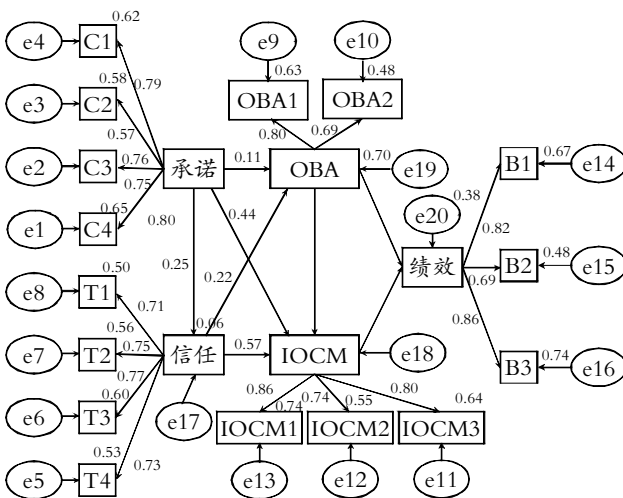 e9
e10
0.62
e4
C1
0.63
0.48
0.58
0.79
OBA1
OBA2
e3
C2
0.57
0.80
0.69
e2
C3
0.76
承诺
0.11
OBA
0.70
e19
B1
0.67
e14
0.75
0.38
e20
0.65
0.80
0.44
0.82
e1
C4
0.50
0.25
0.22
绩效
0.69
B2
0.48
e15
e8
T1
0.71
0.56
0.06
0.86
e7
T2
0.75
信任
0.57
IOCM
e18
0.77
0.74
B3
e16
0.60
0.86
0.74
0.80
0.64
e6
T3
e17
0.74
0.55
IOCM1
IOCM2
IOCM3
0.53
0.73
e5
T4
e13
e12
e11